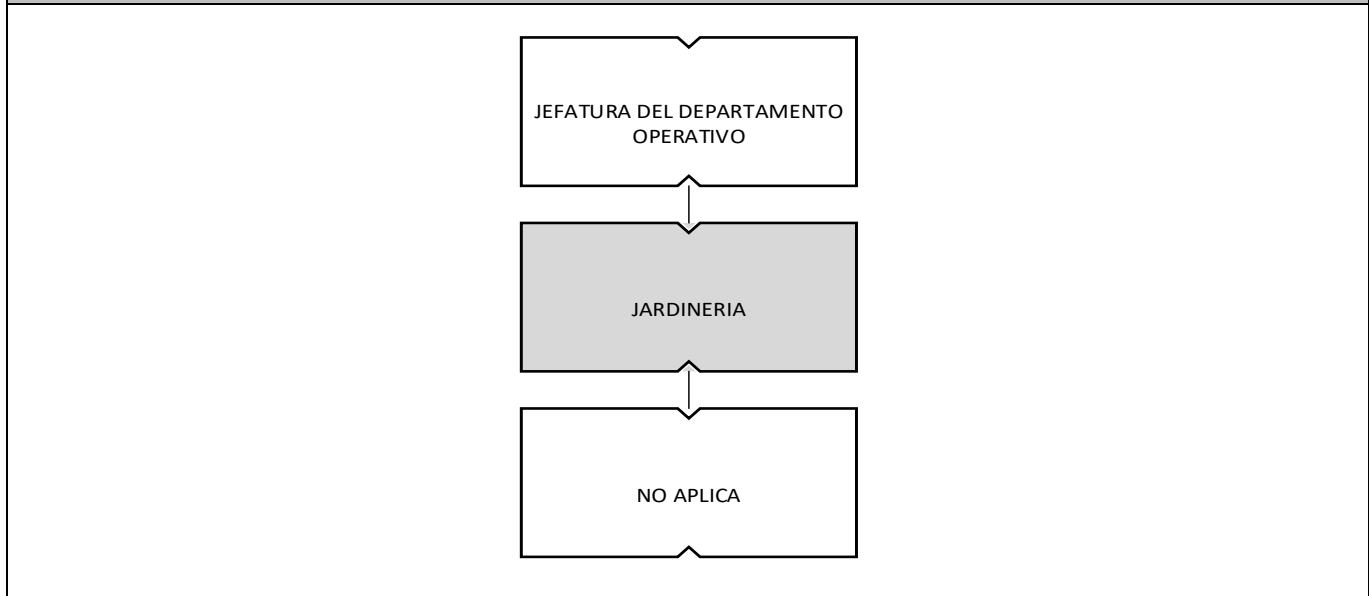 JEFATURA DEL DEPARTAMENTO
OPERATIVO
JARDINERIA
NO APLICA